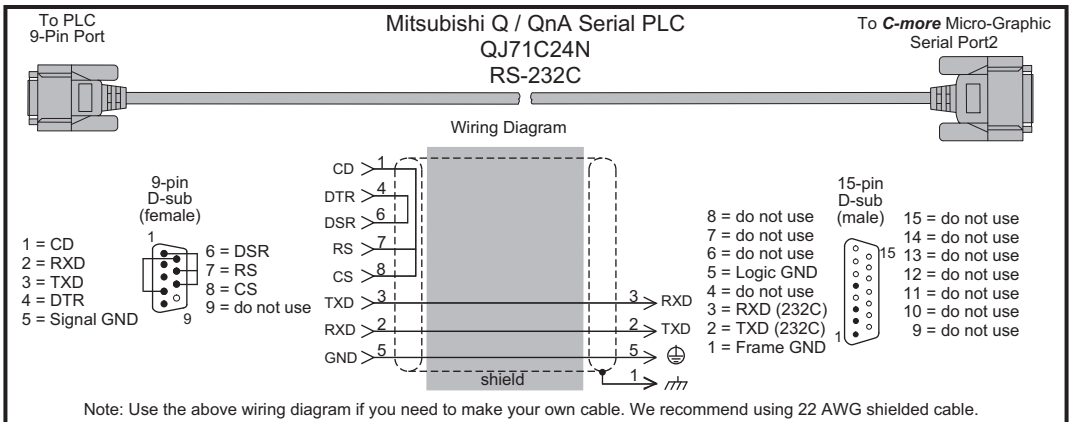 To PLC
9-Pin Port
Mitsubishi Q / QnA Serial PLC
QJ71C24N
RS-232C
To C-more Micro-Graphic
Serial Port2
Wiring Diagram
9-pin
D-sub
(female)
1
9
1 = CD
2 = RXD
3 = TXD
4 = DTR
5 = Signal GND
6 = DSR
7 = RS
8 = CS
9 = do not use
CD 1
DTR 4
DSR 6
RS 7
CS 8
TXD 3
RXD 2
GND 5
shield
3 RXD
2 TXD
5
1
8 = do not use
7 = do not use
6 = do not use
5 = Logic GND
4 = do not use
3 = RXD (232C)
2 = TXD (232C)
1 = Frame GND
15-pin
D-sub
(male)
15
1
15 = do not use
14 = do not use
13 = do not use
12 = do not use
11 = do not use
10 = do not use
9 = do not use
Note: Use the above wiring diagram if you need to make your own cable. We recommend using 22 AWG shielded cable.